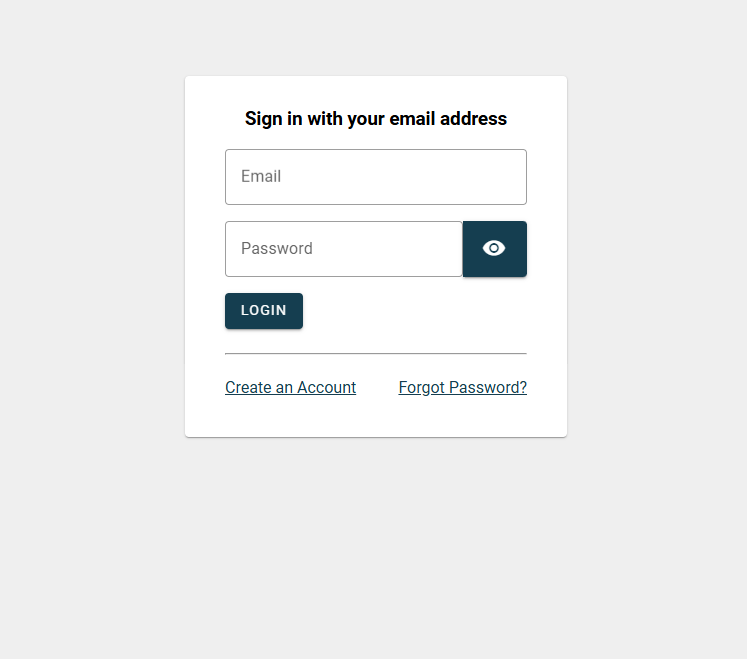 Sign in with your email address
Email
Password
LOGIN
Create an Account Forgot Password?